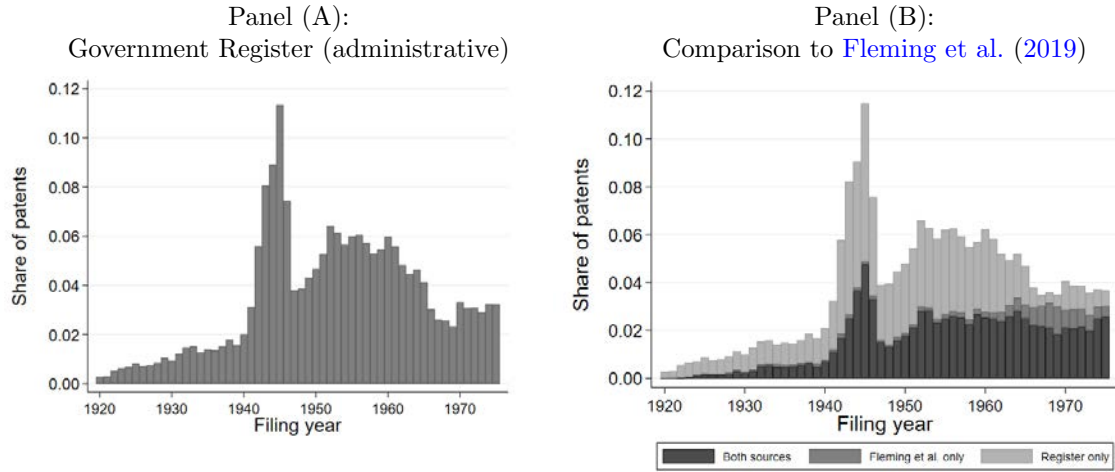 Panel (A):
Government Register (administrative)
0.12
0.10
0.08
0.06
0.04
0.02
0.00
Share of patents
1920 1930 1940 1950 1960 1970
Filing year
Panel (B):
Comparison to Fleming et al. (2019)
0.12
0.10
0.08
0.06
0.04
0.02
0.00
Share of patents
1920 1930 1940 1950 1960 1970
Filing year
Both sources Fleming et al. only Register only